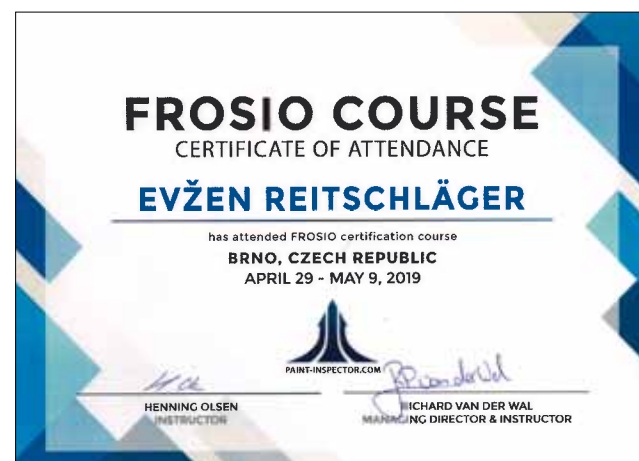 FROSIO COURSE
CERTIFICATE OF ATTENDANCE
EVŽEN REITSCHLÄGER
has attended FROSIO certification course
BRNO, CZECH REPUBLIC
APRIL 29 - MAY 9, 2019
PAINT-INSPECTOR.COM
HENNING OLSEN
INSTRUCTOR
RICHARD VAN DER WAL
MANAGING DIRECTOR & INSTRUCTOR